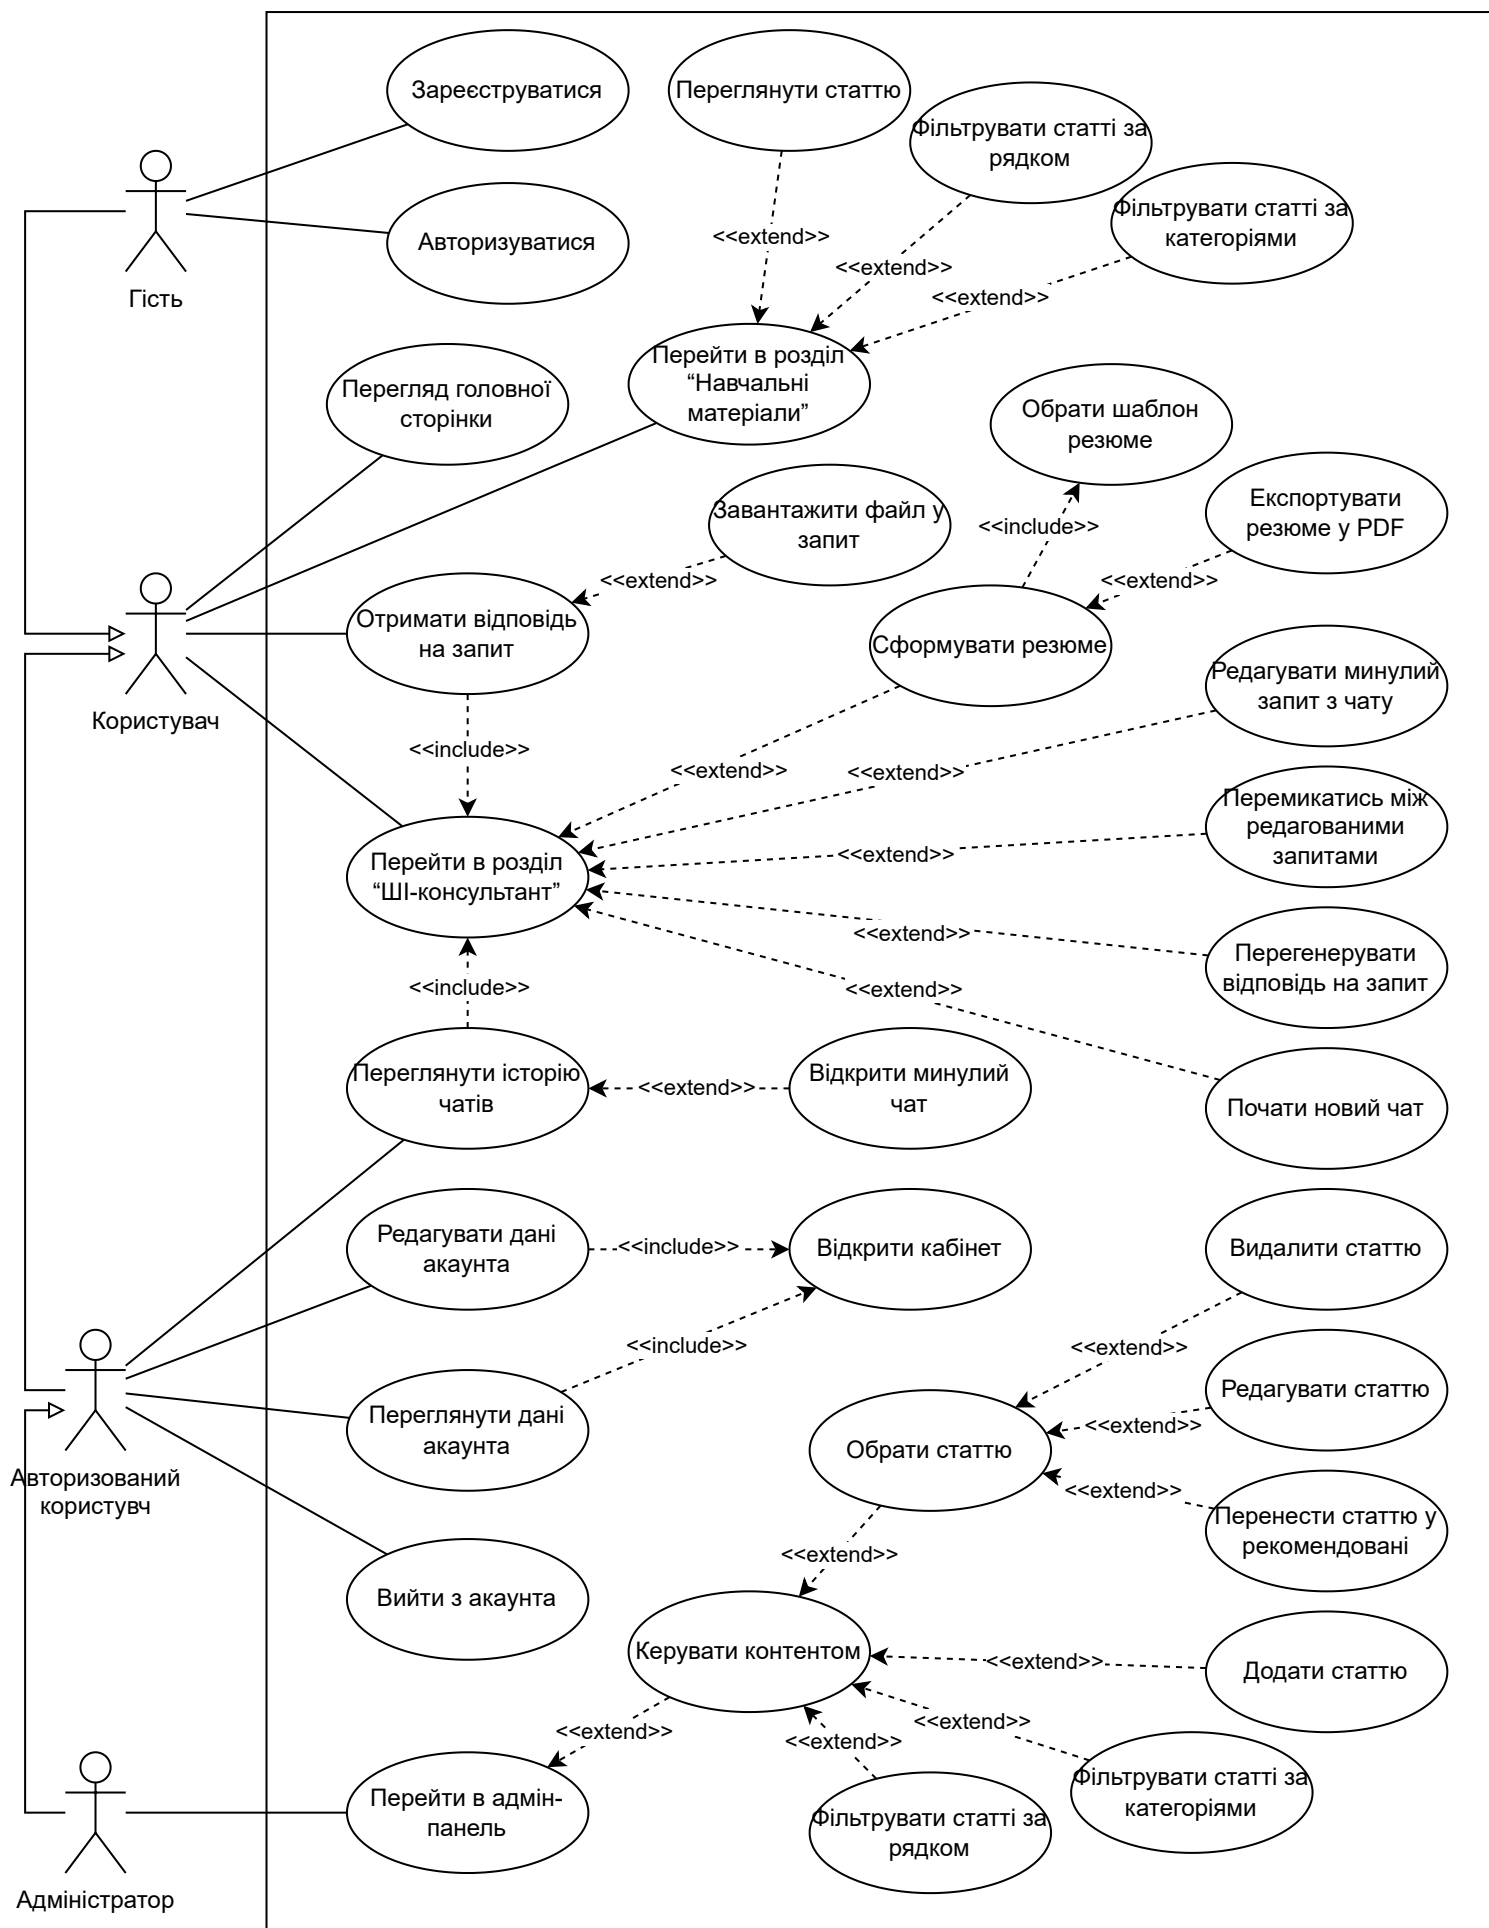 Зареєструватися
Переглянути статтю
Фільтрувати статті за
рядком
Фільтрувати статті за
категоріями
Авторизуватися
<<extend>>
<<extend>>
<<extend>>
Гість
Перейти в розділ
“Навчальні
матеріали”
Перегляд головної
сторінки
Обрати шаблон
резюме
Завантажити файл у
запит
<<include>>
Експортувати
резюме у PDF
<<extend>>
<<extend>>
Отримати відповідь
на запит
Сформувати резюме
Редагувати минулий
запит з чату
Користувач
<<include>>
<<extend>>
<<extend>>
Перемикатись між
редагованими
запитами
<<extend>>
Перейти в розділ
“ШІ-консультант”
<<extend>>
Перегенерувати
відповідь на запит
<<include>>
<<extend>>
Переглянути історію
чатів
<<extend>>
Відкрити минулий
чат
Почати новий чат
Редагувати дані
акаунта
<<include>>
Відкрити кабінет
Видалити статтю
<<include>>
<<extend>>
Редагувати статтю
<<extend>>
Переглянути дані
акаунта
Обрати статтю
Авторизований
користувч
<<extend>>
Перенести статтю у
рекомендовані
<<extend>>
Вийти з акаунта
Керувати контентом
<<extend>>
Додати статтю
<<extend>>
<<extend>>
<<extend>>
Перейти в адмін-
панель
Фільтрувати статті за
рядком
Фільтрувати статті за
категоріями
Адміністратор